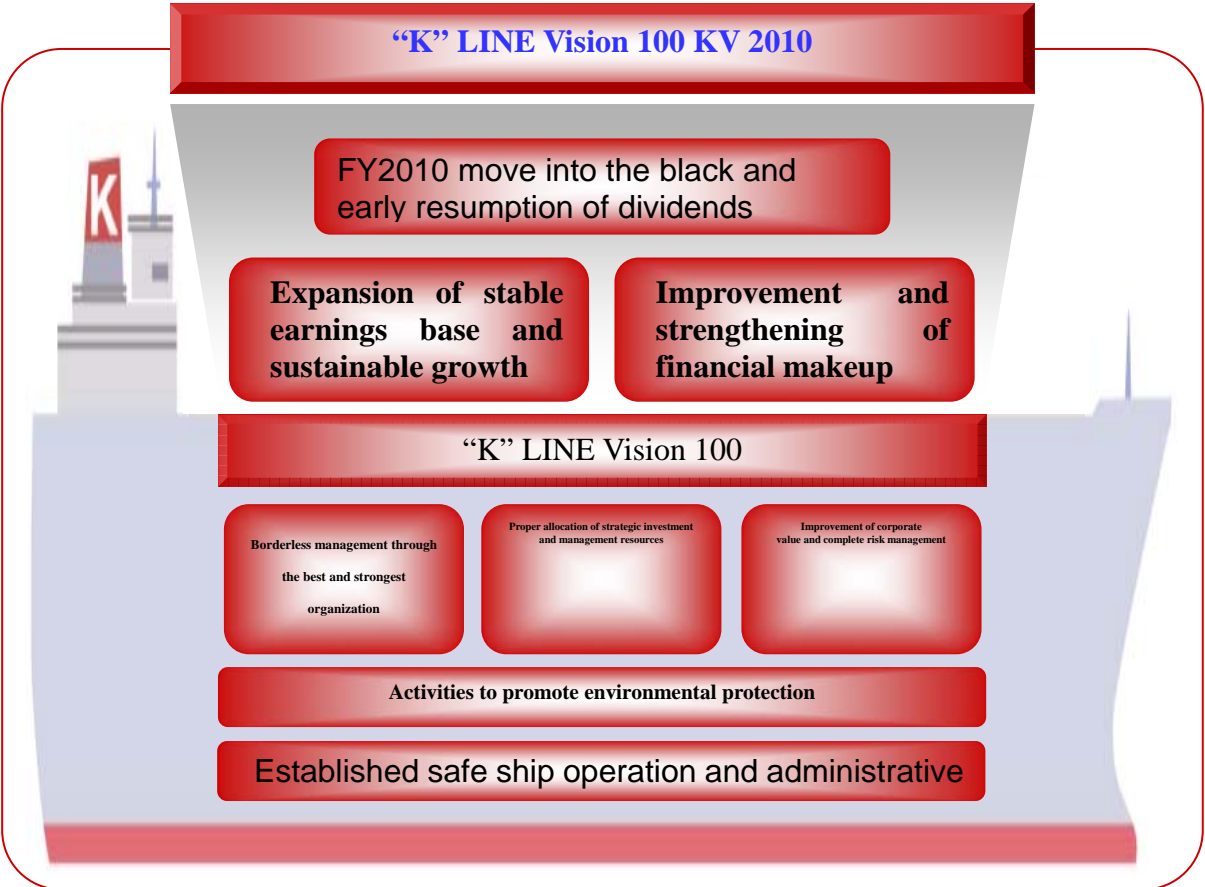 “K” LINE Vision 100 KV 2010
FY2010 move into the black and
early resumption of dividends
Expansion of stable
earnings base and
sustainable growth
Improvement and
strengthening of
financial makeup
K
“K” LINE Vision 100
Borderless management through
the best and strongest
organization
Proper allocation of strategic investment
and management resources
Improvement of corporate
value and complete risk management
Activities to promote environmental protection
Established safe ship operation and administrative